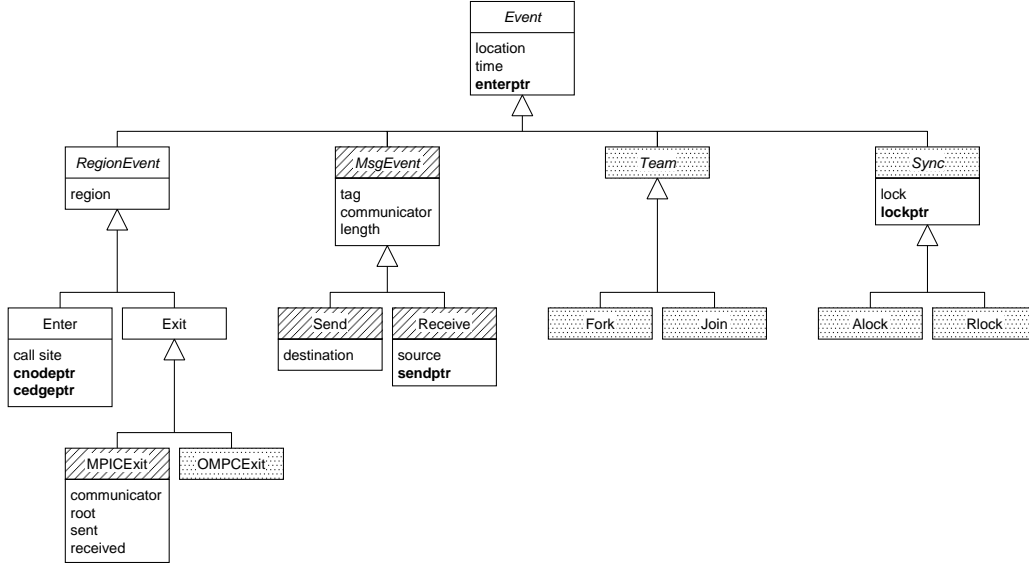 Event
location
time
enterptr
RegionEvent
region
MsgEvent
tag
communicator
length
Team
Sync
lock
lockptr
Enter
call site
cnodeptr
cedgeptr
Exit
Send
destination
Receive
source
sendptr
Fork
Join
Alock
Rlock
MPICExit
communicator
root
sent
received
OMPCExit